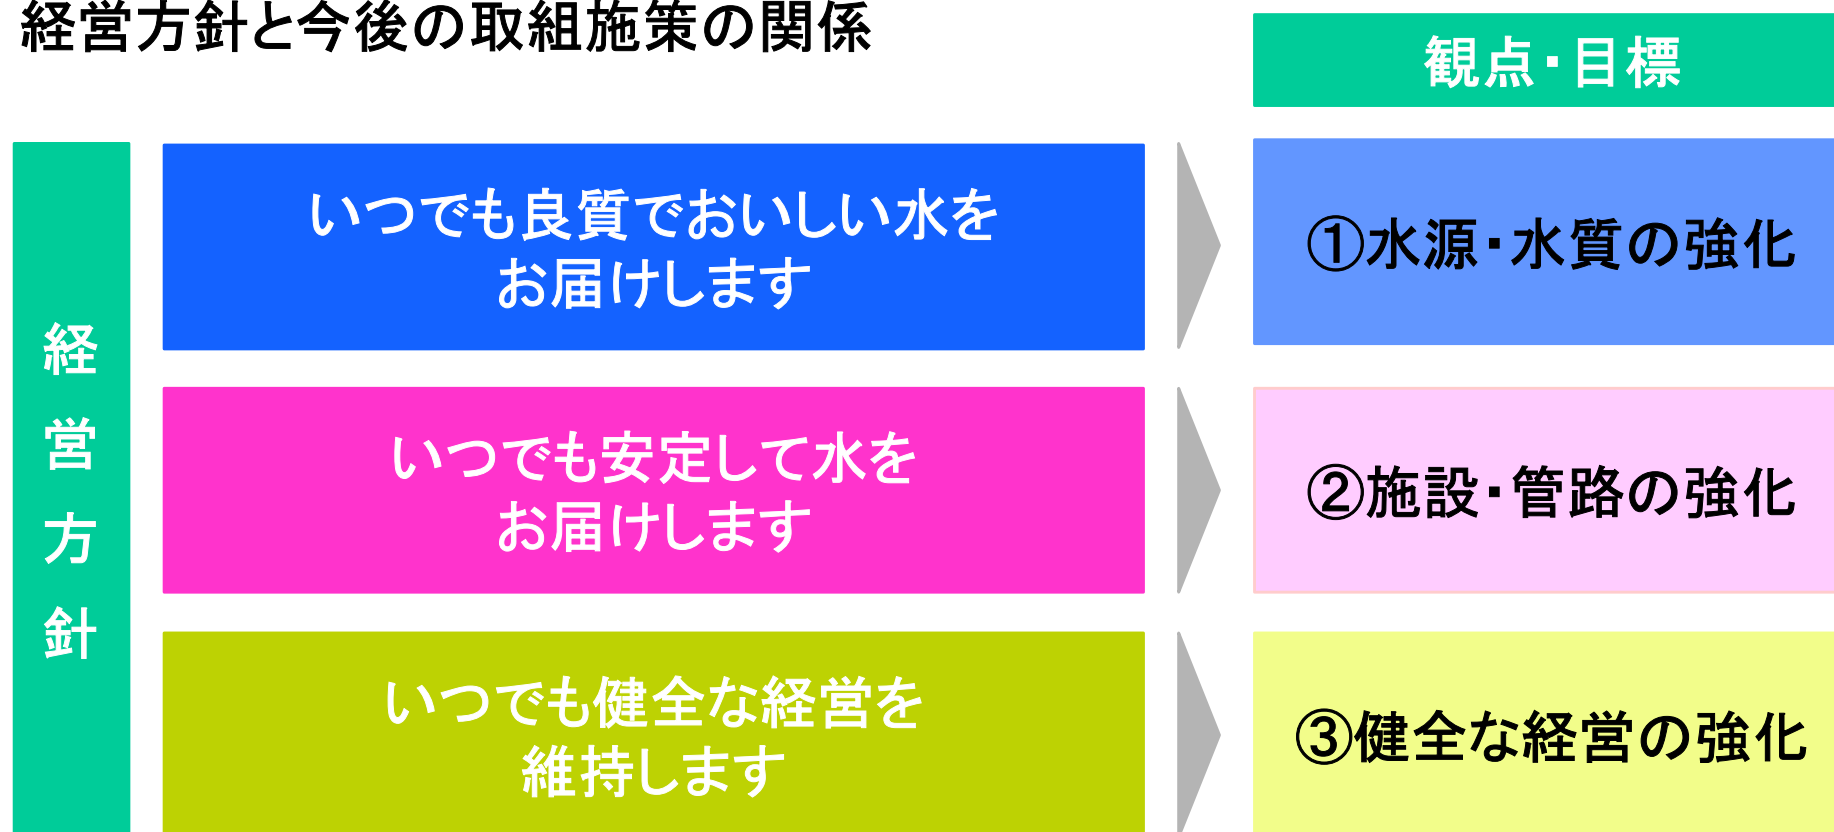 経営方針と今後の取組施策の関係
観点・目標
経営方針
いつでも良質でおいしい水を
お届けします
①水源・水質の強化
いつでも安定して水を
お届けします
②施設・管路の強化
いつでも健全な経営を
維持します
③健全な経営の強化